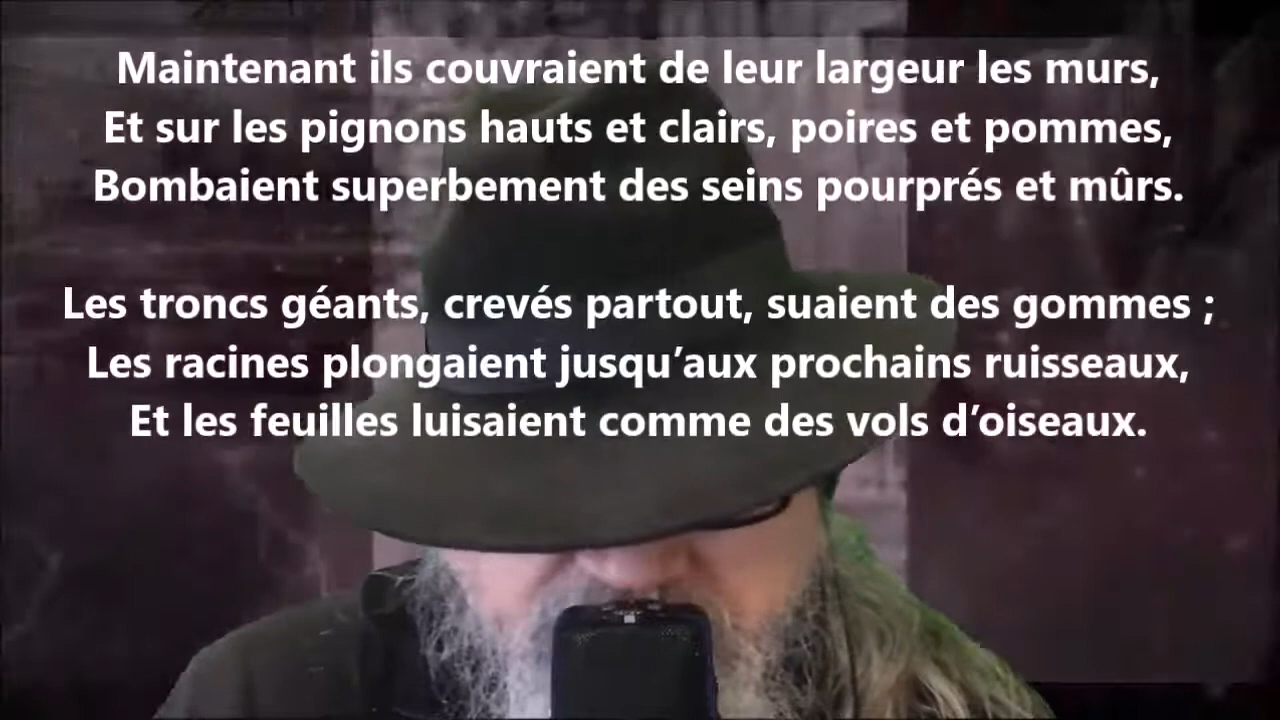 Maintenant ils couvraient de leur largeur les murs,
Et sur les pignons hauts et clairs, poires et pommes,
Bombaient superbement des seins pourprés et mûrs.
Les troncs géants, crevés partout, suaient des gommes ;
Les racines plongaient jusqu’aux prochains ruisseaux,
Et les feuilles luisaient comme des vols d’oiseaux.